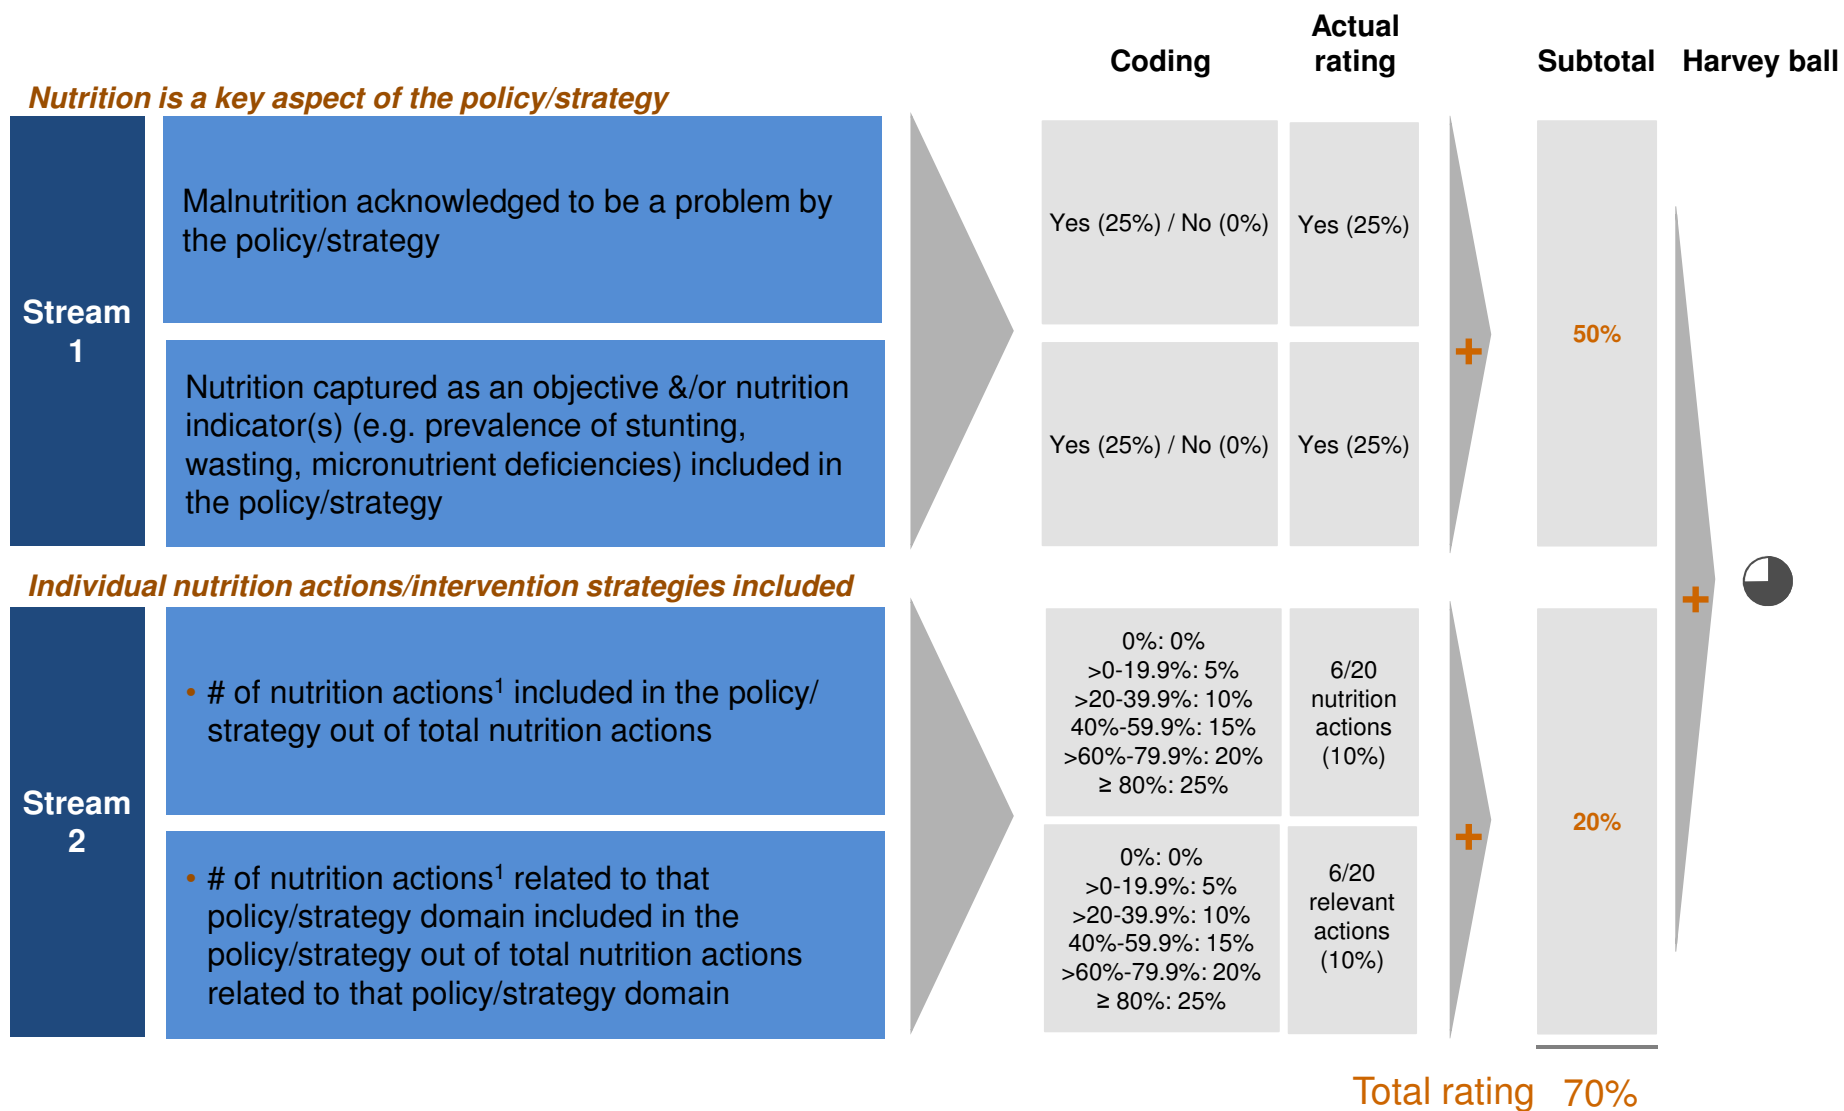 Coding
Actual
rating
Subtotal
Harvey ball
Nutrition is a key aspect of the policy/strategy
Stream
1
Malnutrition acknowledged to be a problem by
the policy/strategy
Yes (25%) / No (0%)
Yes (25%)
Nutrition captured as an objective &/or nutrition
indicator(s) (e.g. prevalence of stunting,
wasting, micronutrient deficiencies) included in
the policy/strategy
Yes (25%) / No (0%)
Yes (25%)
+
50%
Individual nutrition actions/intervention strategies included
Stream
2
• # of nutrition actions¹ included in the policy/
strategy out of total nutrition actions
0%: 0%
>0-19.9%: 5%
>20-39.9%: 10%
40%-59.9%: 15%
>60%-79.9%: 20%
≥ 80%: 25%
6/20
nutrition
actions
(10%)
• # of nutrition actions¹ related to that
policy/strategy domain included in the
policy/strategy out of total nutrition actions
related to that policy/strategy domain
0%: 0%
>0-19.9%: 5%
>20-39.9%: 10%
40%-59.9%: 15%
>60%-79.9%: 20%
≥ 80%: 25%
6/20
relevant
actions
(10%)
+
20%
+
Total rating 70%